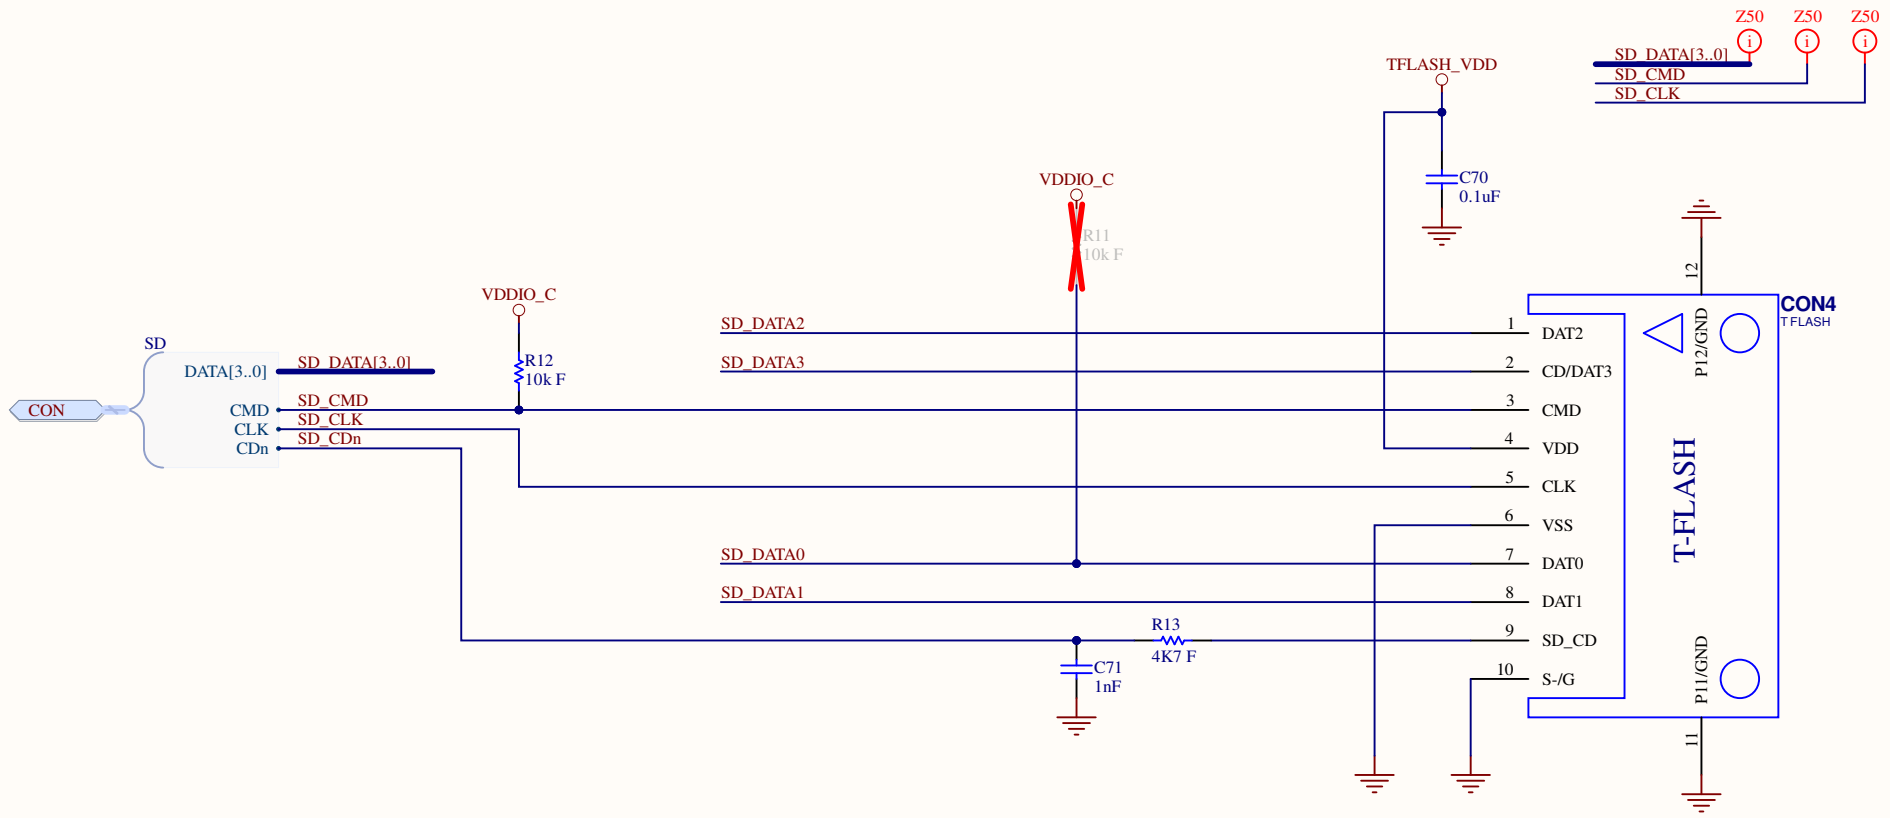 Z50 Z50 Z50
i i i
SD_DATA[3..0]
SD_CMD
SD_CLK
TFLASH_VDD
C70
0.1uF
VDDIO_C
R11
10k F
VDDIO_C
R12
10k F
SD
CON
DATA[3..0]
CMD
CLK
CDn
SD_DATA[3..0]
SD_CMD
SD_CLK
SD_CDn
SD_DATA2
SD_DATA3
SD_DATA0
SD_DATA1
R13
4K7 F
C71
1nF
12
CON4
T FLASH
P12/GND
1 DAT2
2 CD/DAT3
3 CMD
4 VDD
5 CLK
6 VSS
7 DAT0
8 DAT1
9 SD_CD
10 S-/G
T-FLASH
P11/GND
11